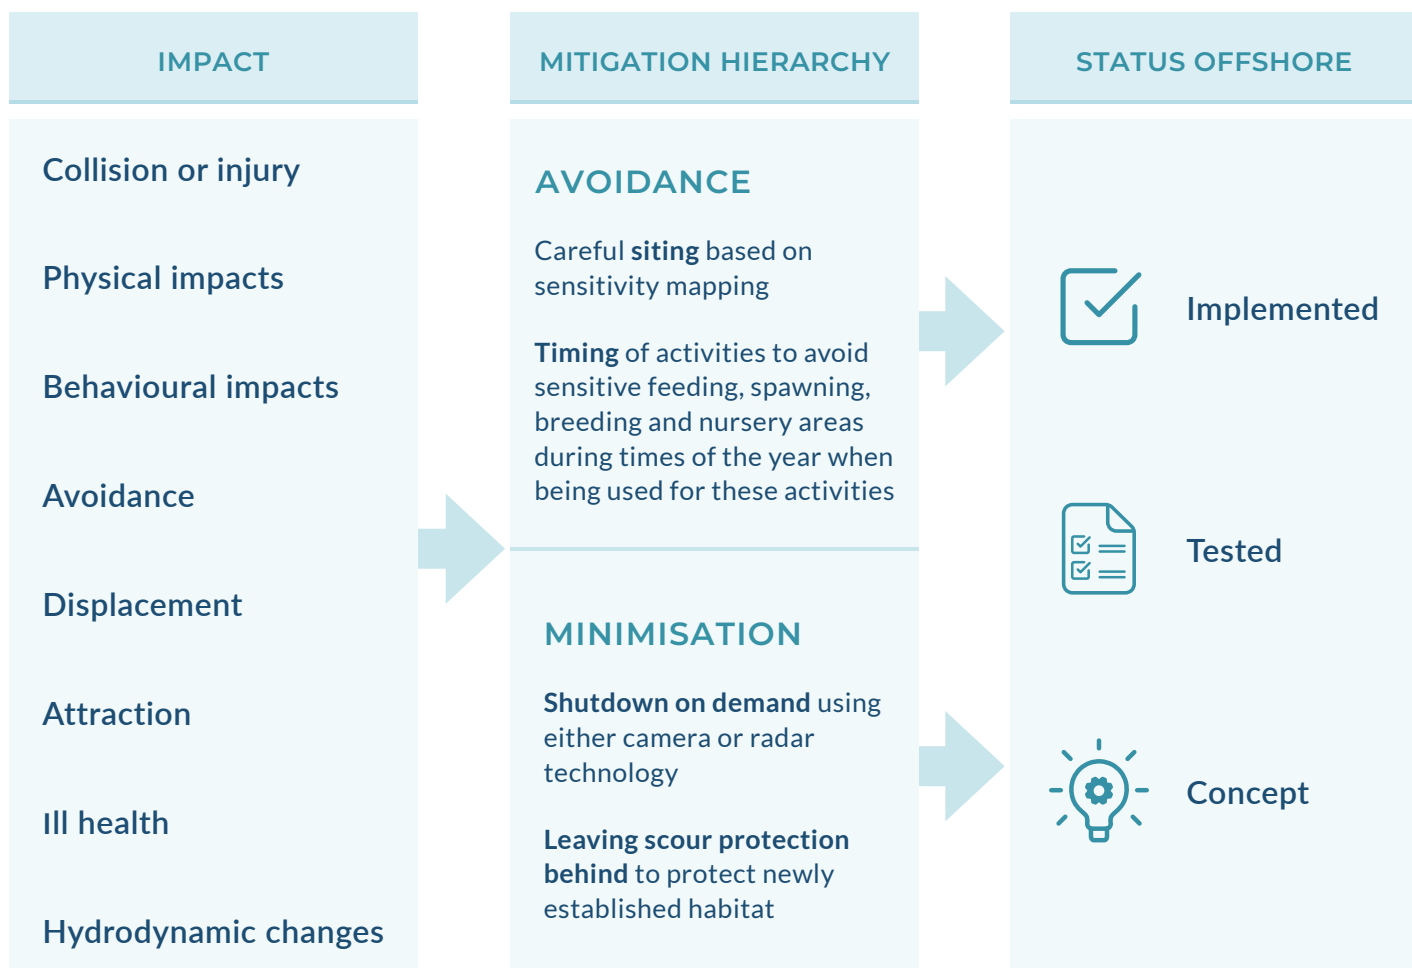 IMPACT
Collision or injury
Physical impacts
Behavioural impacts
Avoidance
Displacement
Attraction
Ill health
Hydrodynamic changes
MITIGATION HIERARCHY
AVOIDANCE
Careful siting based on
sensitivity mapping
Timing of activities to avoid
sensitive feeding, spawning,
breeding and nursery areas
during times of the year when
being used for these activities
MINIMISATION
Shutdown on demand using
either camera or radar
technology
Leaving scour protection
behind to protect newly
established habitat
STATUS OFFSHORE
Implemented
Tested
Concept